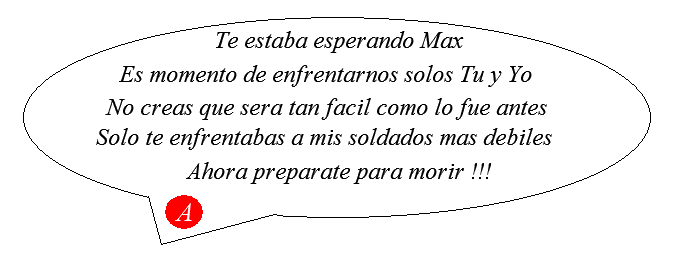 Te estaba esperando Max
Es momento de enfrentarnos solos Tu y Yo
No creas que sera tan facil como lo fue antes
Solo te enfrentabas a mis soldados mas debiles
Ahora preparate para morir !!!
A